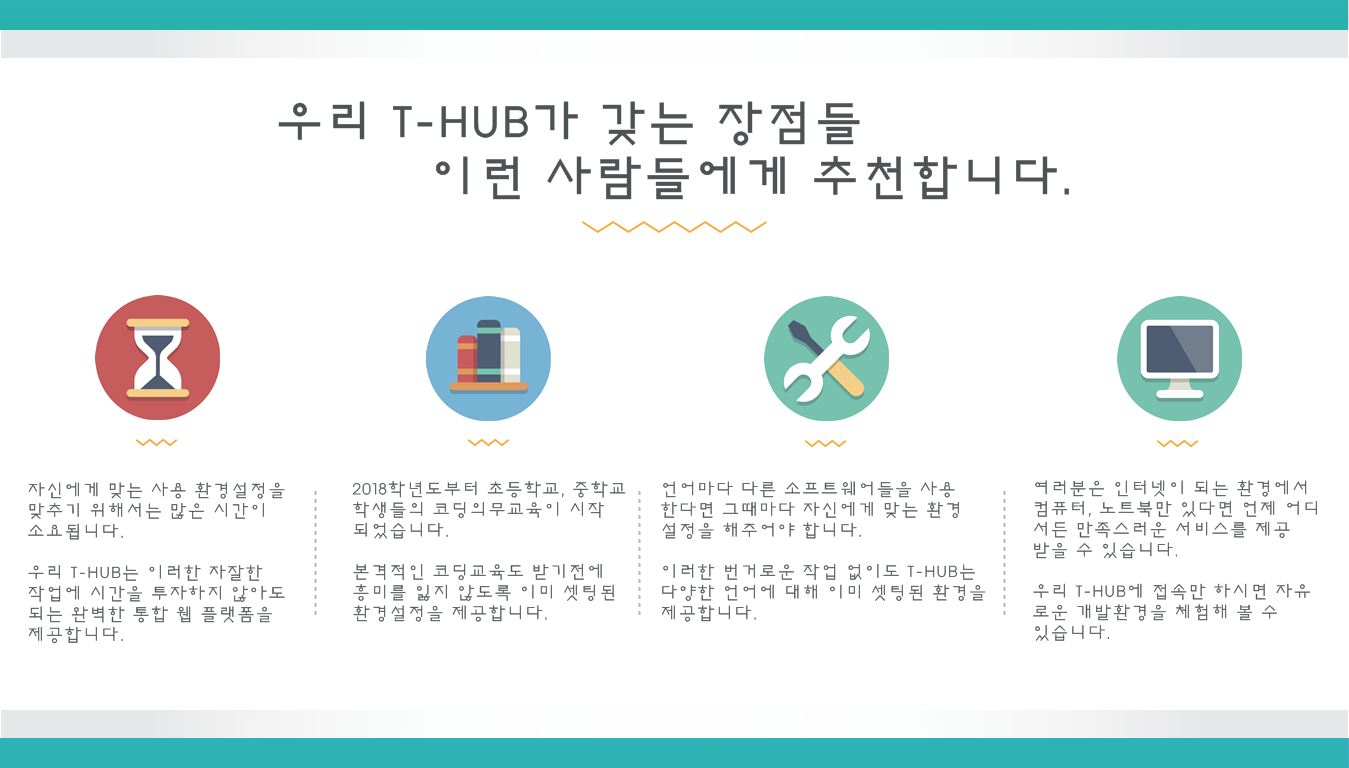 우리 T-HUB가 갖는 장점들
이런 사람들에게 추천합니다.
자신에게 맞는 사용 환경설정을
맞추기 위해서는 많은 시간이
소요됩니다.
우리 T-HUB는 이러한 자잘한
작업에 시간을 투자하지 않아도
되는 완벽한 통합 웹 플랫폼을
제공합니다.
2018학년도부터 초등학교, 중학교
학생들의 코딩의무교육이 시작
되었습니다.
본격적인 코딩교육도 받기전에
흥미를 잃지 않도록 이미 셋팅된
환경설정을 제공합니다.
언어마다 다른 소프트웨어들을 사용
한다면 그때마다 자신에게 맞는 환경
설정을 해주어야 합니다.
이러한 번거로운 작업 없이도 T-HUB는
다양한 언어에 대해 이미 셋팅된 환경을
제공합니다.
여러분은 인터넷이 되는 환경에서
컴퓨터, 노트북만 있다면 언제 어디
서든 만족스러운 서비스를 제공
받을 수 있습니다.
우리 T-HUB에 접속만 하시면 자유
로운 개발환경을 체험해 볼 수
있습니다.